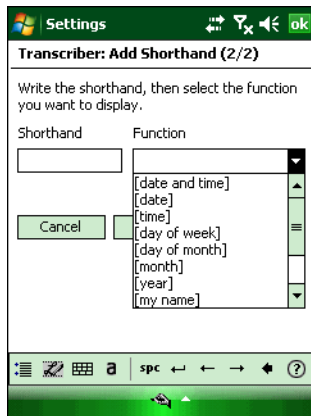 Settings
ok
Transcriber: Add Shorthand (2/2)
Write the shorthand, then select the function
you want to display.
Shorthand Function
[date and time]
[date]
[time]
[day of week]
[day of month]
[month]
[year]
[my name]
Cancel
a spc ?